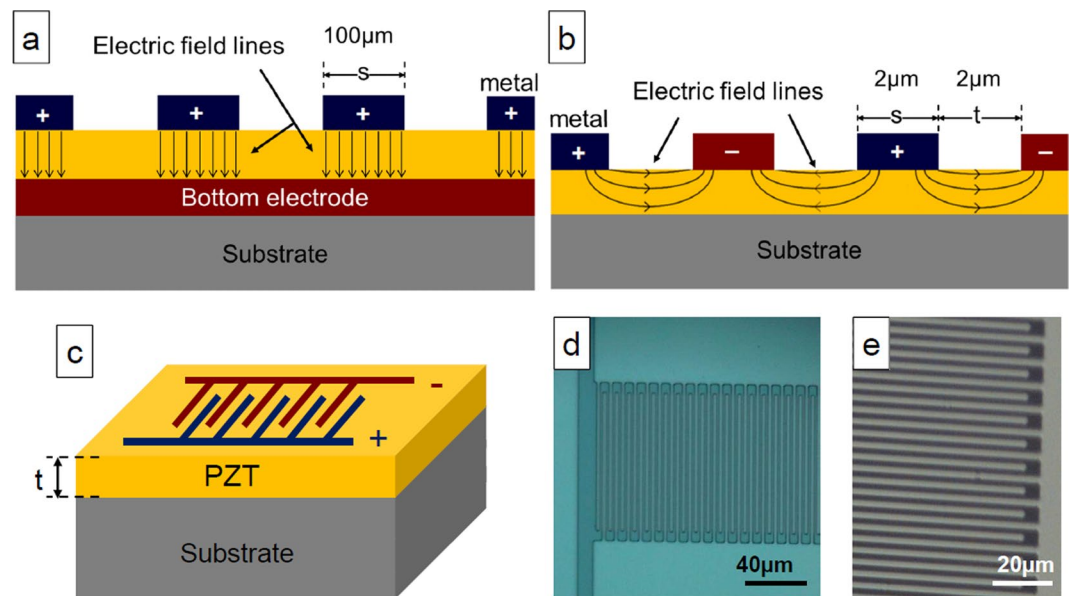 a
Electric field lines
100µm
s
metal
+
+
+
+
Bottom electrode
Substrate
b
Electric field lines
2µm
2µm
metal
s
t
+
–
+
–
Substrate
c
-
+
t
PZT
Substrate
d
40µm
e
20µm